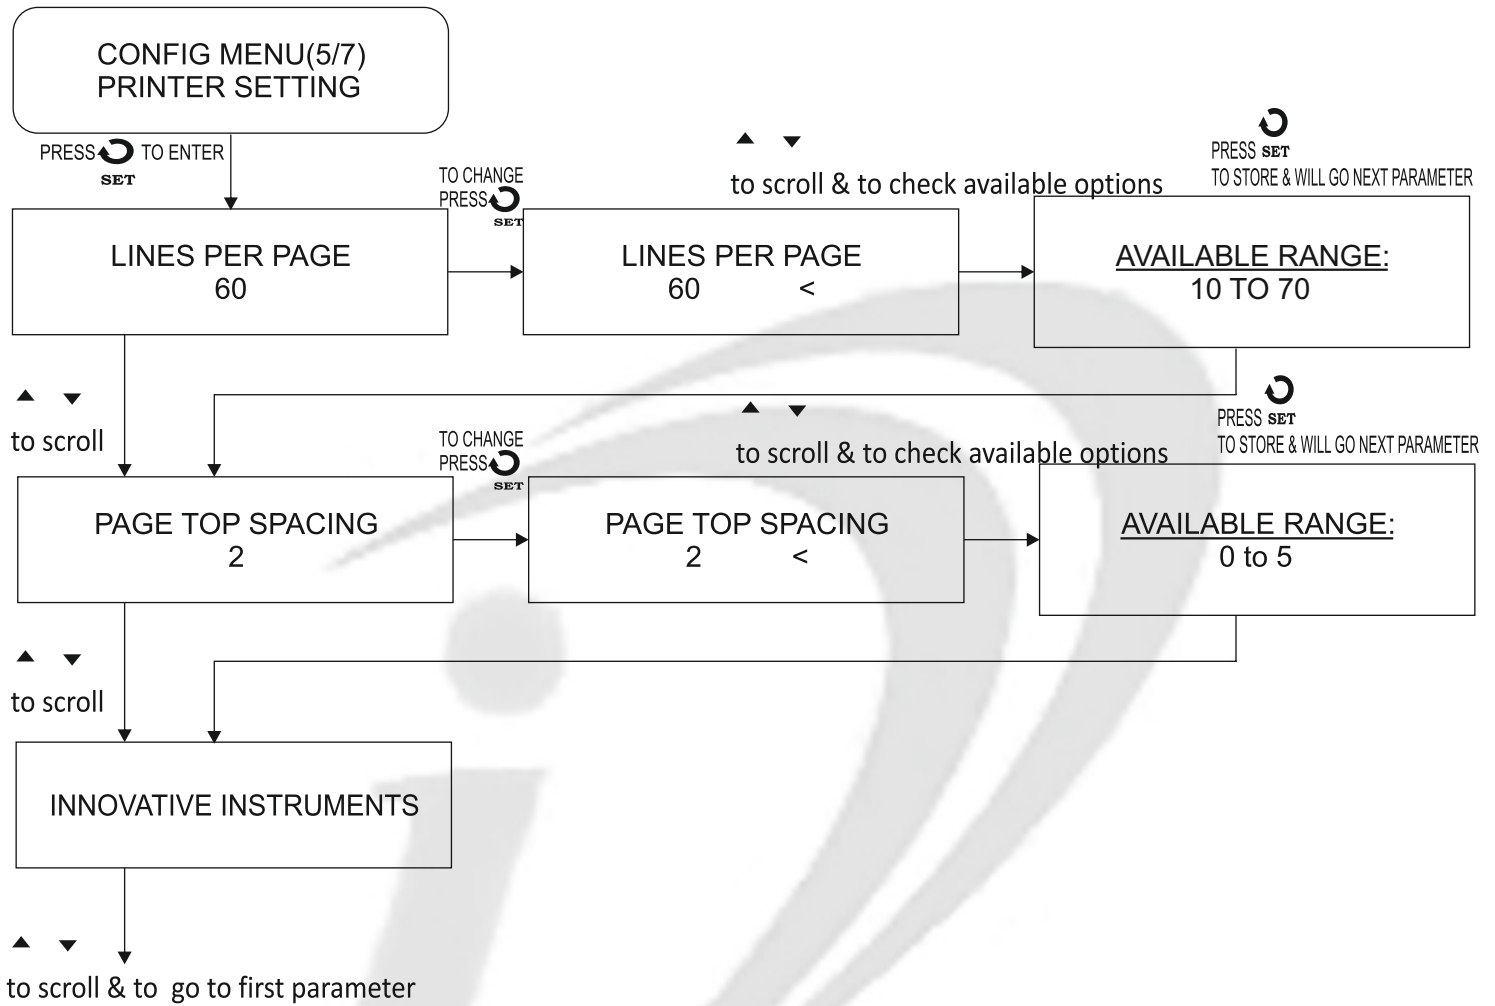 CONFIG MENU(5/7)
PRINTER SETTING
PRESS TO ENTER
SET
TO CHANGE
PRESS
SET
to scroll & to check available options
PRESS SET
TO STORE & WILL GO NEXT PARAMETER
LINES PER PAGE
60
LINES PER PAGE
60 <
AVAILABLE RANGE:
10 TO 70
to scroll
TO CHANGE
PRESS
SET
to scroll & to check available options
PRESS SET
TO STORE & WILL GO NEXT PARAMETER
PAGE TOP SPACING
2
PAGE TOP SPACING
2 <
AVAILABLE RANGE:
0 to 5
to scroll
INNOVATIVE INSTRUMENTS
to scroll & to go to first parameter